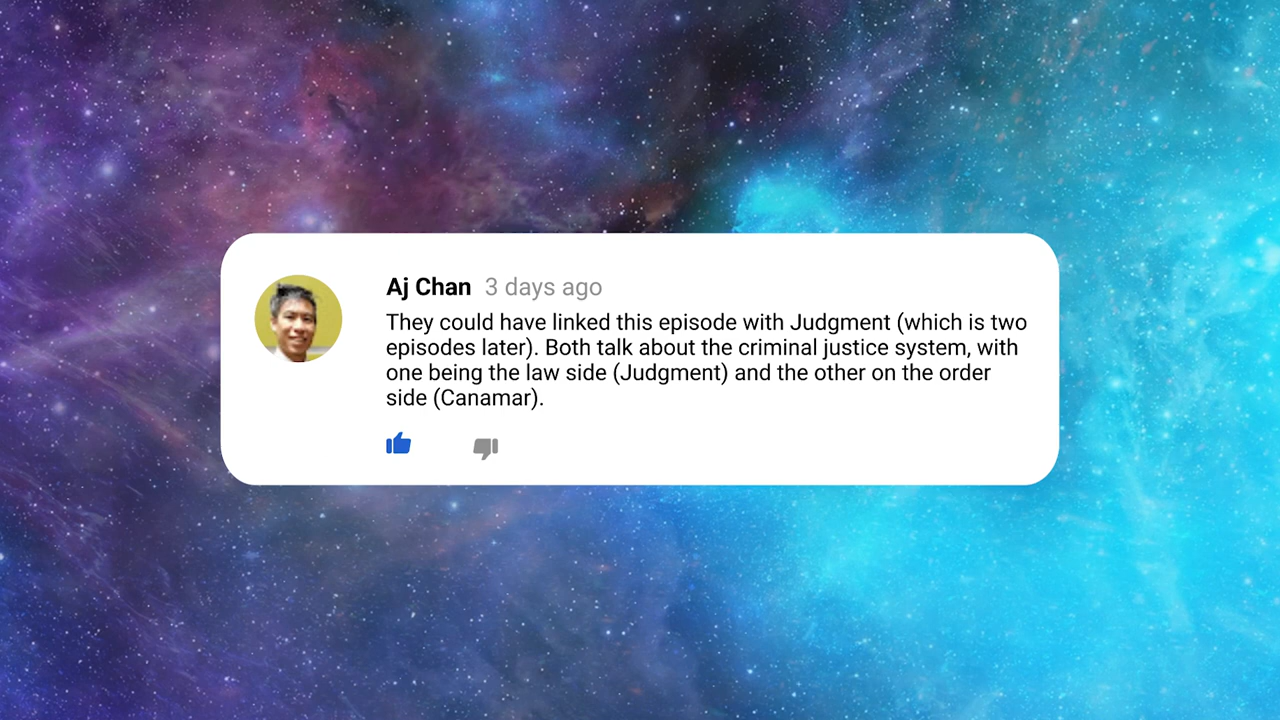 Aj Chan 3 days ago
They could have linked this episode with Judgment (which is two
episodes later). Both talk about the criminal justice system, with
one being the law side (Judgment) and the other on the order
side (Canamar).